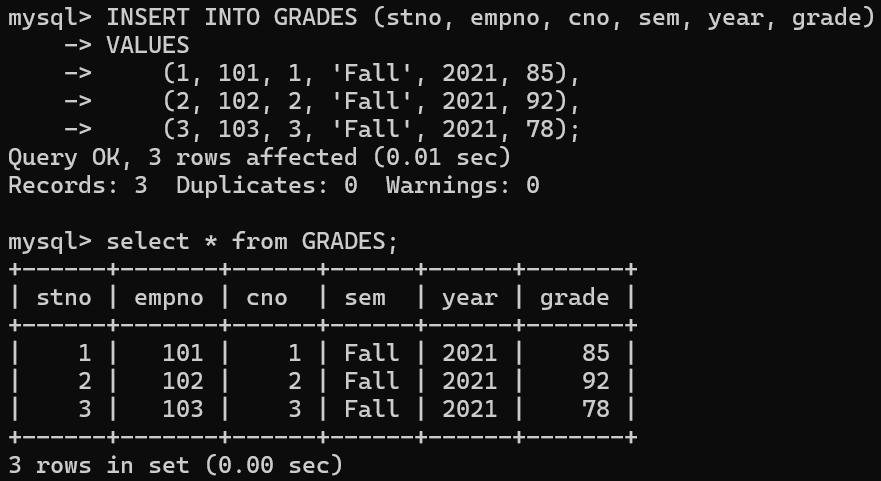 mysql> INSERT INTO GRADES (stno, empno, cno, sem, year, grade)
    -> VALUES
    ->     (1, 101, 1, 'Fall', 2021, 85),
    ->     (2, 102, 2, 'Fall', 2021, 92),
    ->     (3, 103, 3, 'Fall', 2021, 78);
Query OK, 3 rows affected (0.01 sec)
Records: 3  Duplicates: 0  Warnings: 0

mysql> select * from GRADES;
+------+-------+------+------+------+-------+
| stno | empno | cno  | sem  | year | grade |
+------+-------+------+------+------+-------+
|    1 |   101 |    1 | Fall | 2021 |    85 |
|    2 |   102 |    2 | Fall | 2021 |    92 |
|    3 |   103 |    3 | Fall | 2021 |    78 |
+------+-------+------+------+------+-------+
3 rows in set (0.00 sec)